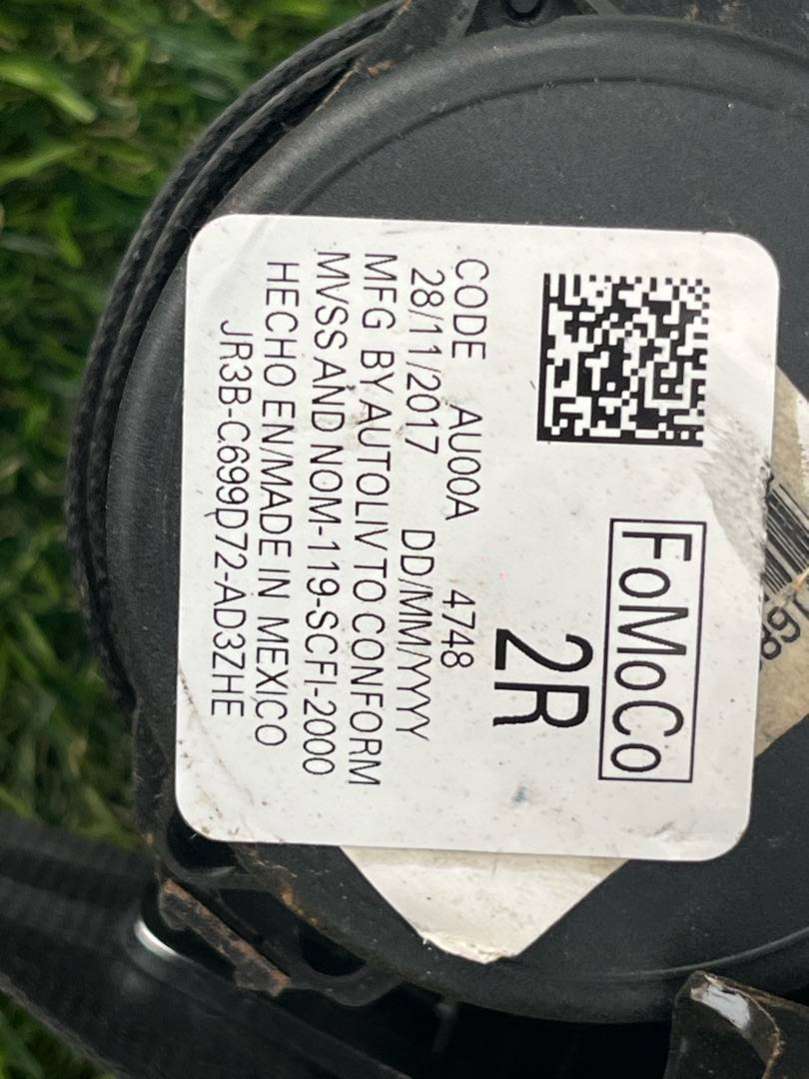 FoMoCo
2R
CODE AU00A 4748
28/11/2017 DD/MM/YYYY
MFG BY AUTOLIV TO CONFORM
MVSS AND NOM-119-SCFI-2000
HECHO EN/MADE IN MEXICO
JR3B-C699D72-AD3ZHE